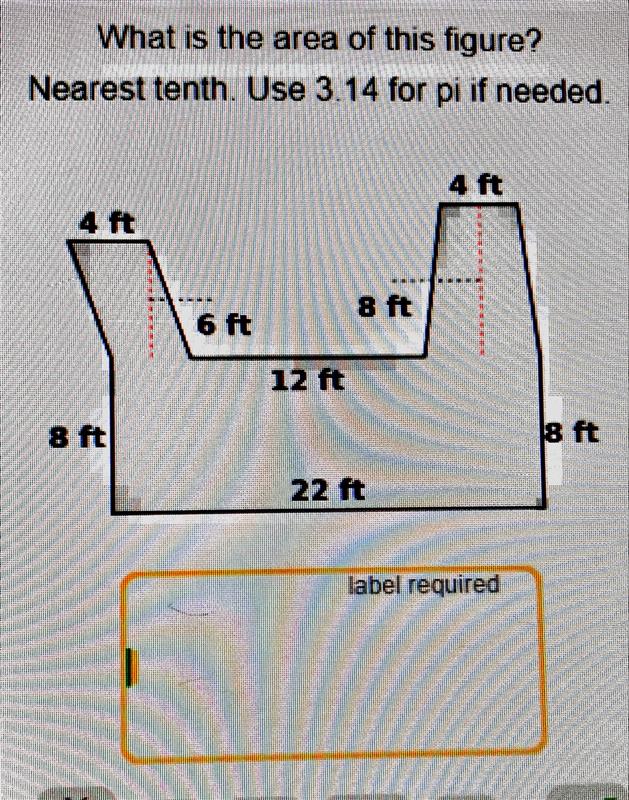 What is the area of this figure?
Nearest tenth. Use 3.14 for pi if needed.
4 ft
4 ft
6 ft
8 ft
12 ft
8 ft
8 ft
22 ft
label required